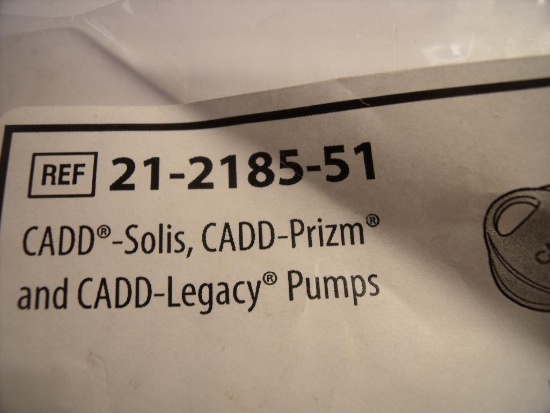 REF 21-2185-51
CADD®-Solis, CADD-Prizm®
and CADD-Legacy® Pumps